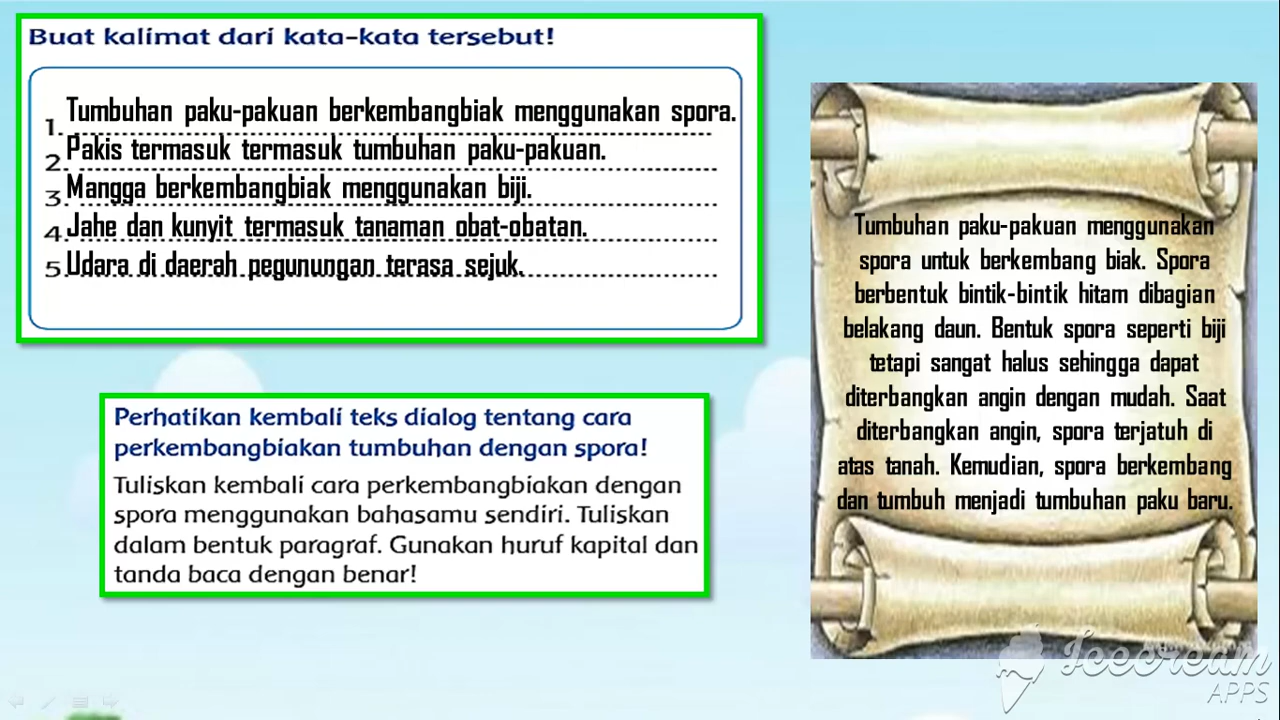 Buat kalimat dari kata-kata tersebut!
1. Tumbuhan paku-pakuan berkembangbiak menggunakan spora.
2. Pakis termasuk termasuk tumbuhan paku-pakuan.
3. Mangga berkembangbiak menggunakan biji.
4. Jahe dan kunyit termasuk tanaman obat-obatan.
5. Udara di daerah pegunungan terasa sejuk.
Perhatikan kembali teks dialog tentang cara
perkembangbiakan tumbuhan dengan spora!
Tuliskan kembali cara perkembangbiakan dengan
spora menggunakan bahasamu sendiri. Tuliskan
dalam bentuk paragraf. Gunakan huruf kapital dan
tanda baca dengan benar!
Tumbuhan paku-pakuan menggunakan
spora untuk berkembang biak. Spora
berbentuk bintik-bintik hitam dibagian
belakang daun. Bentuk spora seperti biji
tetapi sangat halus sehingga dapat
diterbangkan angin dengan mudah. Saat
diterbangkan angin, spora terjatuh di
atas tanah. Kemudian, spora berkembang
dan tumbuh menjadi tumbuhan paku baru.
Icecream
APPS